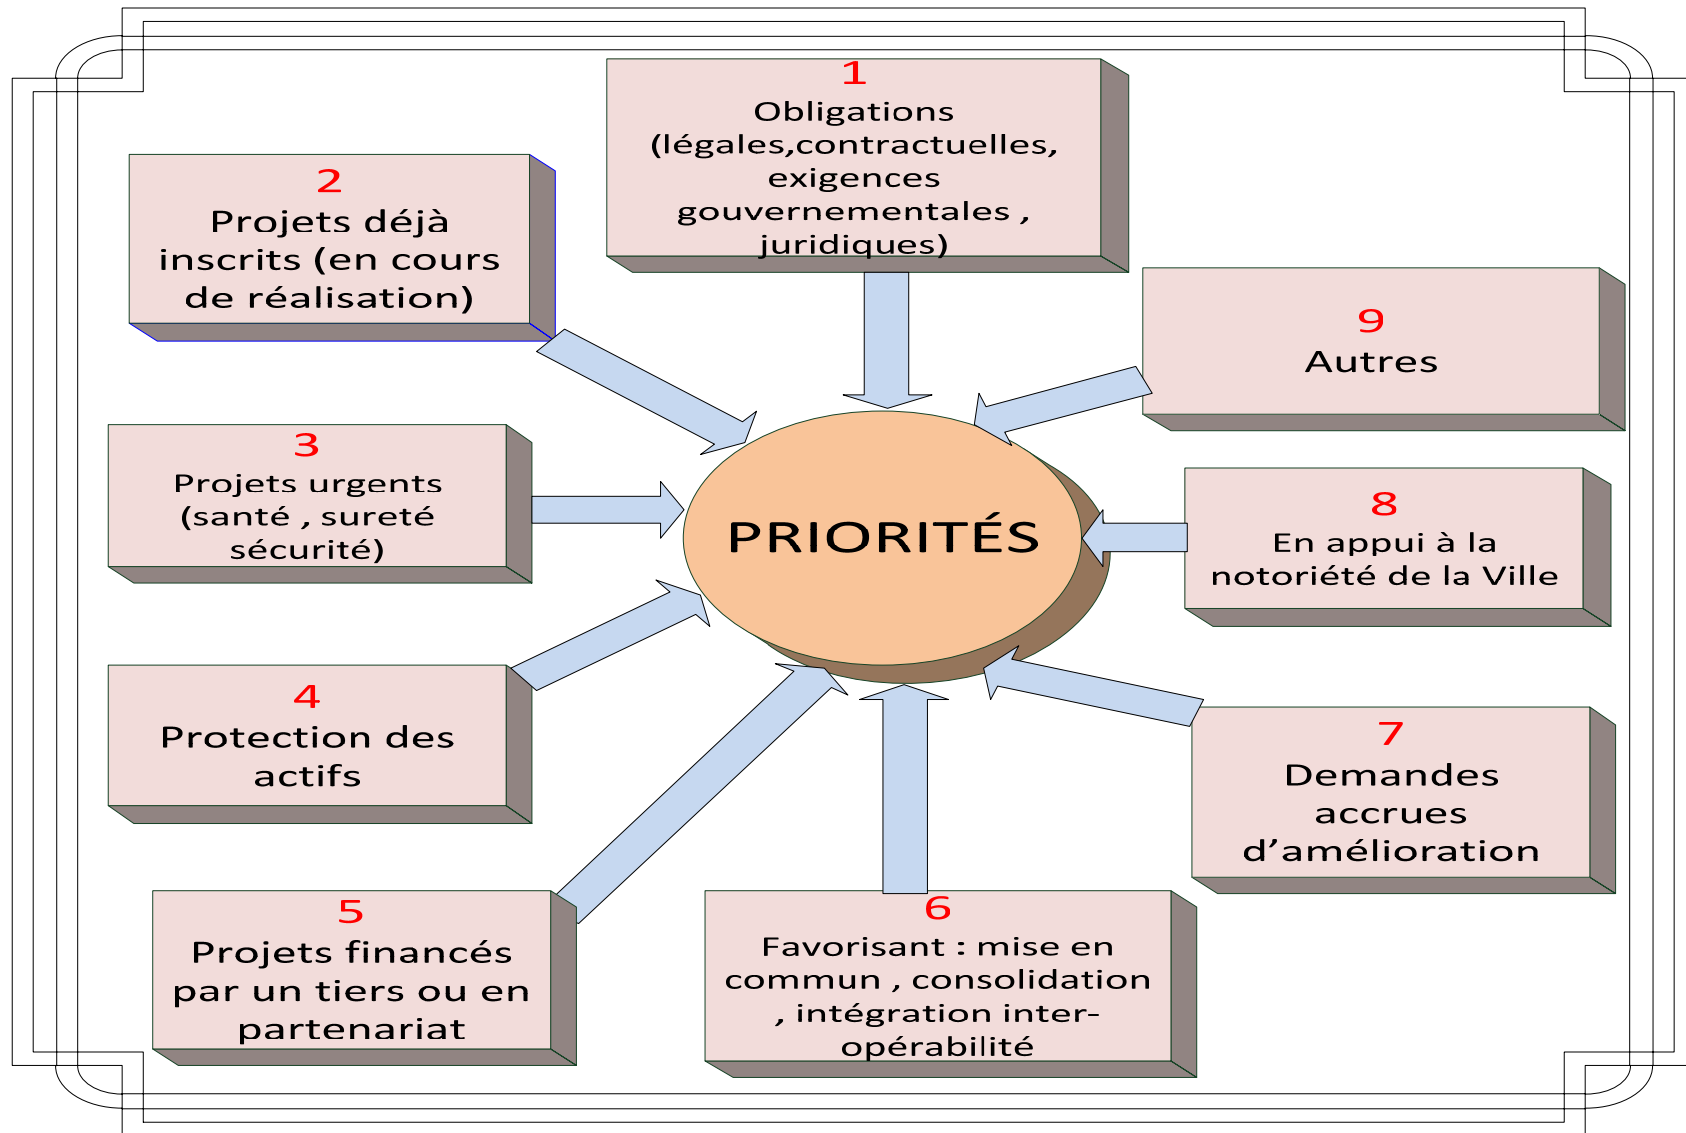 1
Obligations
(légales,contractuelles,
exigences
gouvernementales ,
juridiques)
2
Projets déjà
inscrits (en cours
de réalisation)
3
Projets urgents
(santé , sureté
sécurité)
4
Protection des
actifs
5
Projets financés
par un tiers ou en
partenariat
6
Favorisant : mise en
commun , consolidation
, intégration inter-
opérabilité
7
Demandes
accrues
d’amélioration
8
En appui à la
notoriété de la Ville
9
Autres
PRIORITÉS